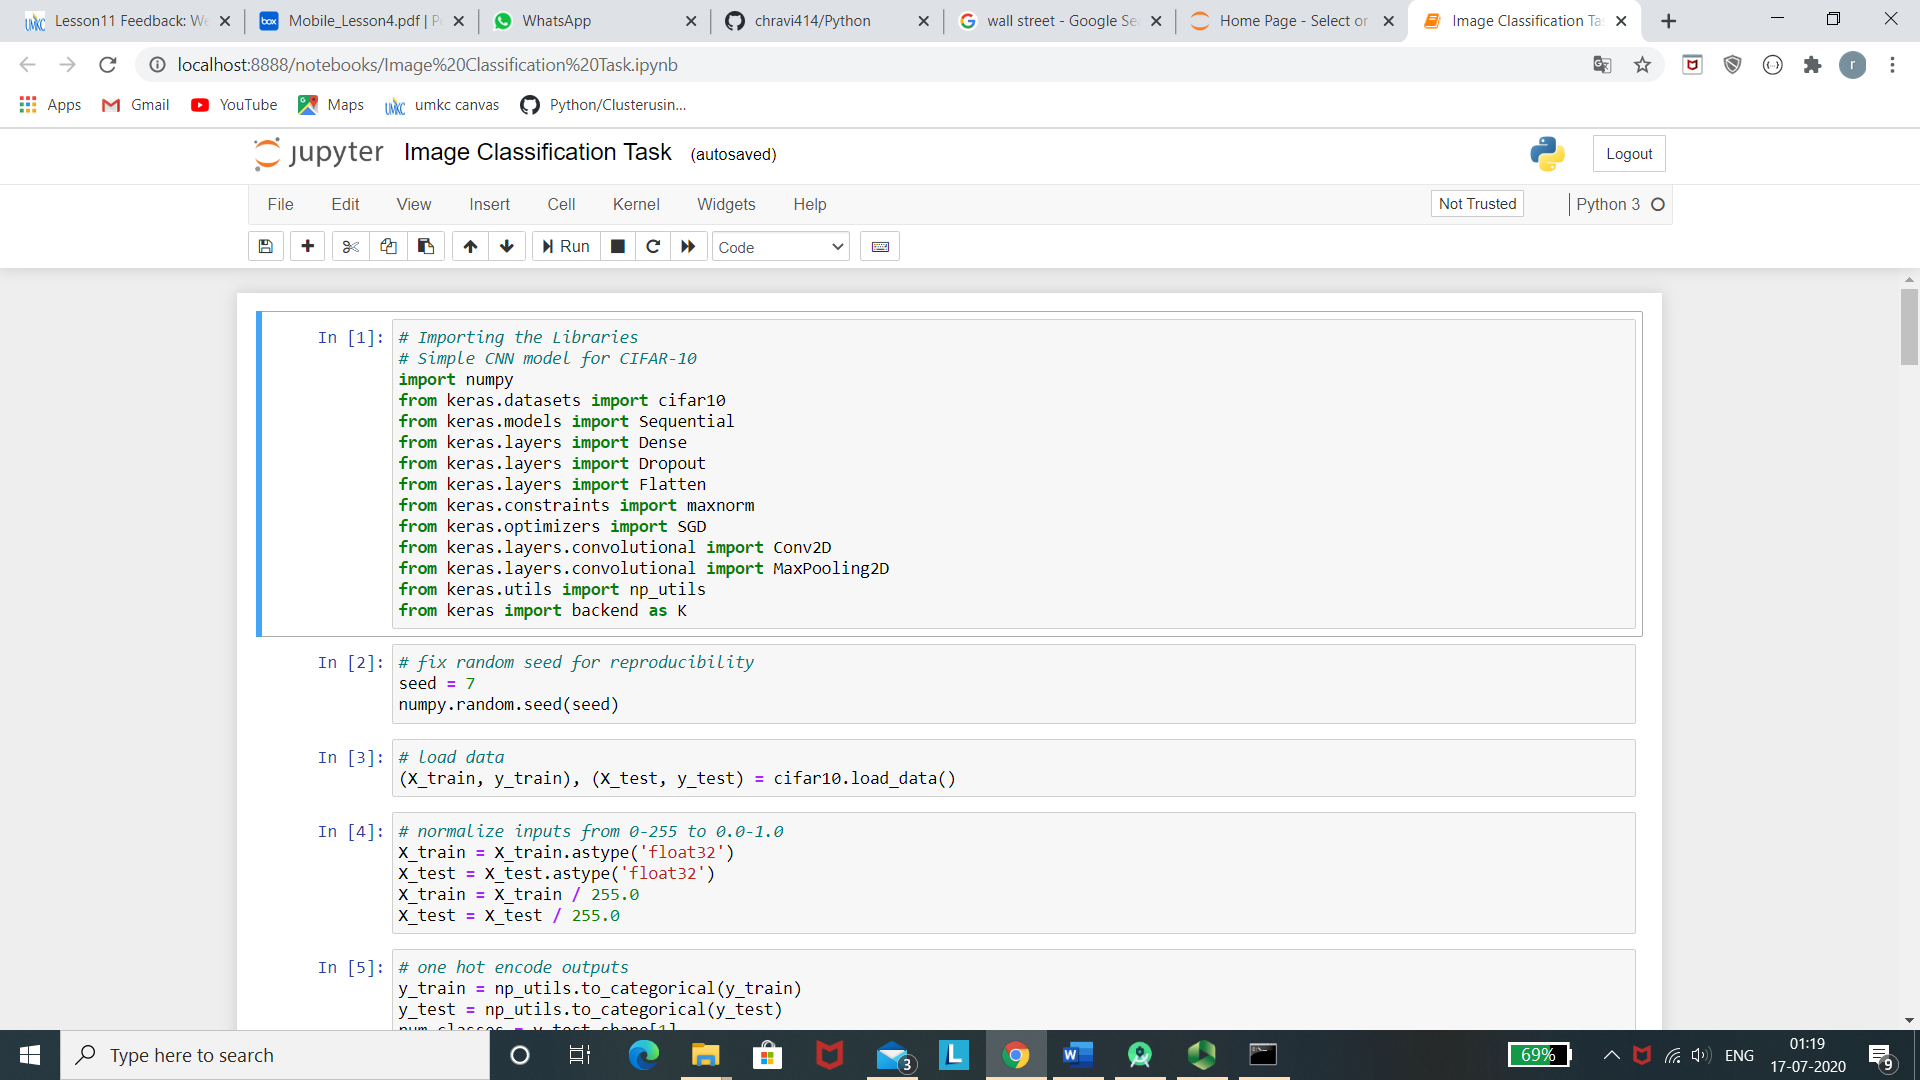 Lesson11 Feedback: We
Mobile_Lesson4.pdf | P
WhatsApp
chravi414/Python
wall street - Google Se
Home Page - Select or
Image Classification Ta
localhost:8888/notebooks/Image%20Classification%20Task.ipynb
r
Apps
Gmail
YouTube
Maps
umkc canvas
Python/Clusterusin...
jupyter Image Classification Task (autosaved)
Logout
File Edit View Insert Cell Kernel Widgets Help
Not Trusted
Python 3
Run
Code
In [1]: # Importing the Libraries
# Simple CNN model for CIFAR-10
import numpy
from keras.datasets import cifar10
from keras.models import Sequential
from keras.layers import Dense
from keras.layers import Dropout
from keras.layers import Flatten
from keras.constraints import maxnorm
from keras.optimizers import SGD
from keras.layers.convolutional import Conv2D
from keras.layers.convolutional import MaxPooling2D
from keras.utils import np_utils
from keras import backend as K
In [2]: # fix random seed for reproducibility
seed = 7
numpy.random.seed(seed)
In [3]: # load data
(X_train, y_train), (X_test, y_test) = cifar10.load_data()
In [4]: # normalize inputs from 0-255 to 0.0-1.0
X_train = X_train.astype('float32')
X_test = X_test.astype('float32')
X_train = X_train / 255.0
X_test = X_test / 255.0
In [5]: # one hot encode outputs
y_train = np_utils.to_categorical(y_train)
y_test = np_utils.to_categorical(y_test)
num_classes = y_test.shape[1]
Type here to search
3
69%
ENG
01:19
17-07-2020
9